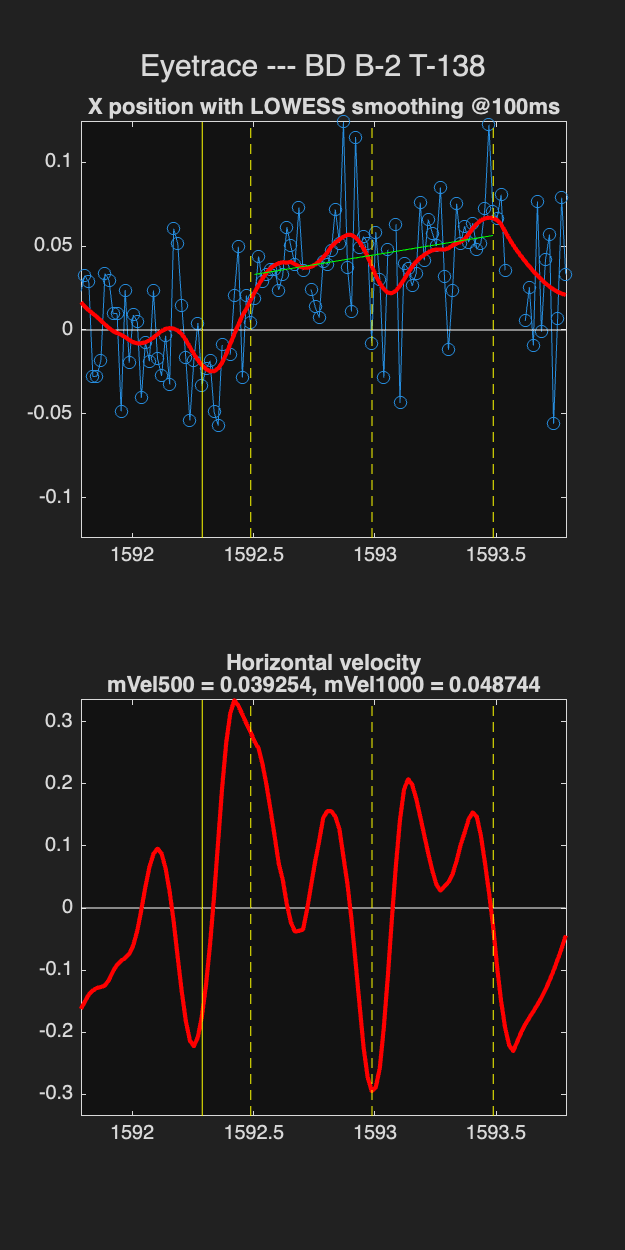 Eyetrace --- BD B-2 T-138
X position with LOWESS smoothing @100ms
0.1
0.05
0
-0.05
-0.1
1592 1592.5 1593 1593.5
Horizontal velocity
mVel500 = 0.039254, mVel1000 = 0.048744
0.3
0.2
0.1
0
-0.1
-0.2
-0.3
1592 1592.5 1593 1593.5